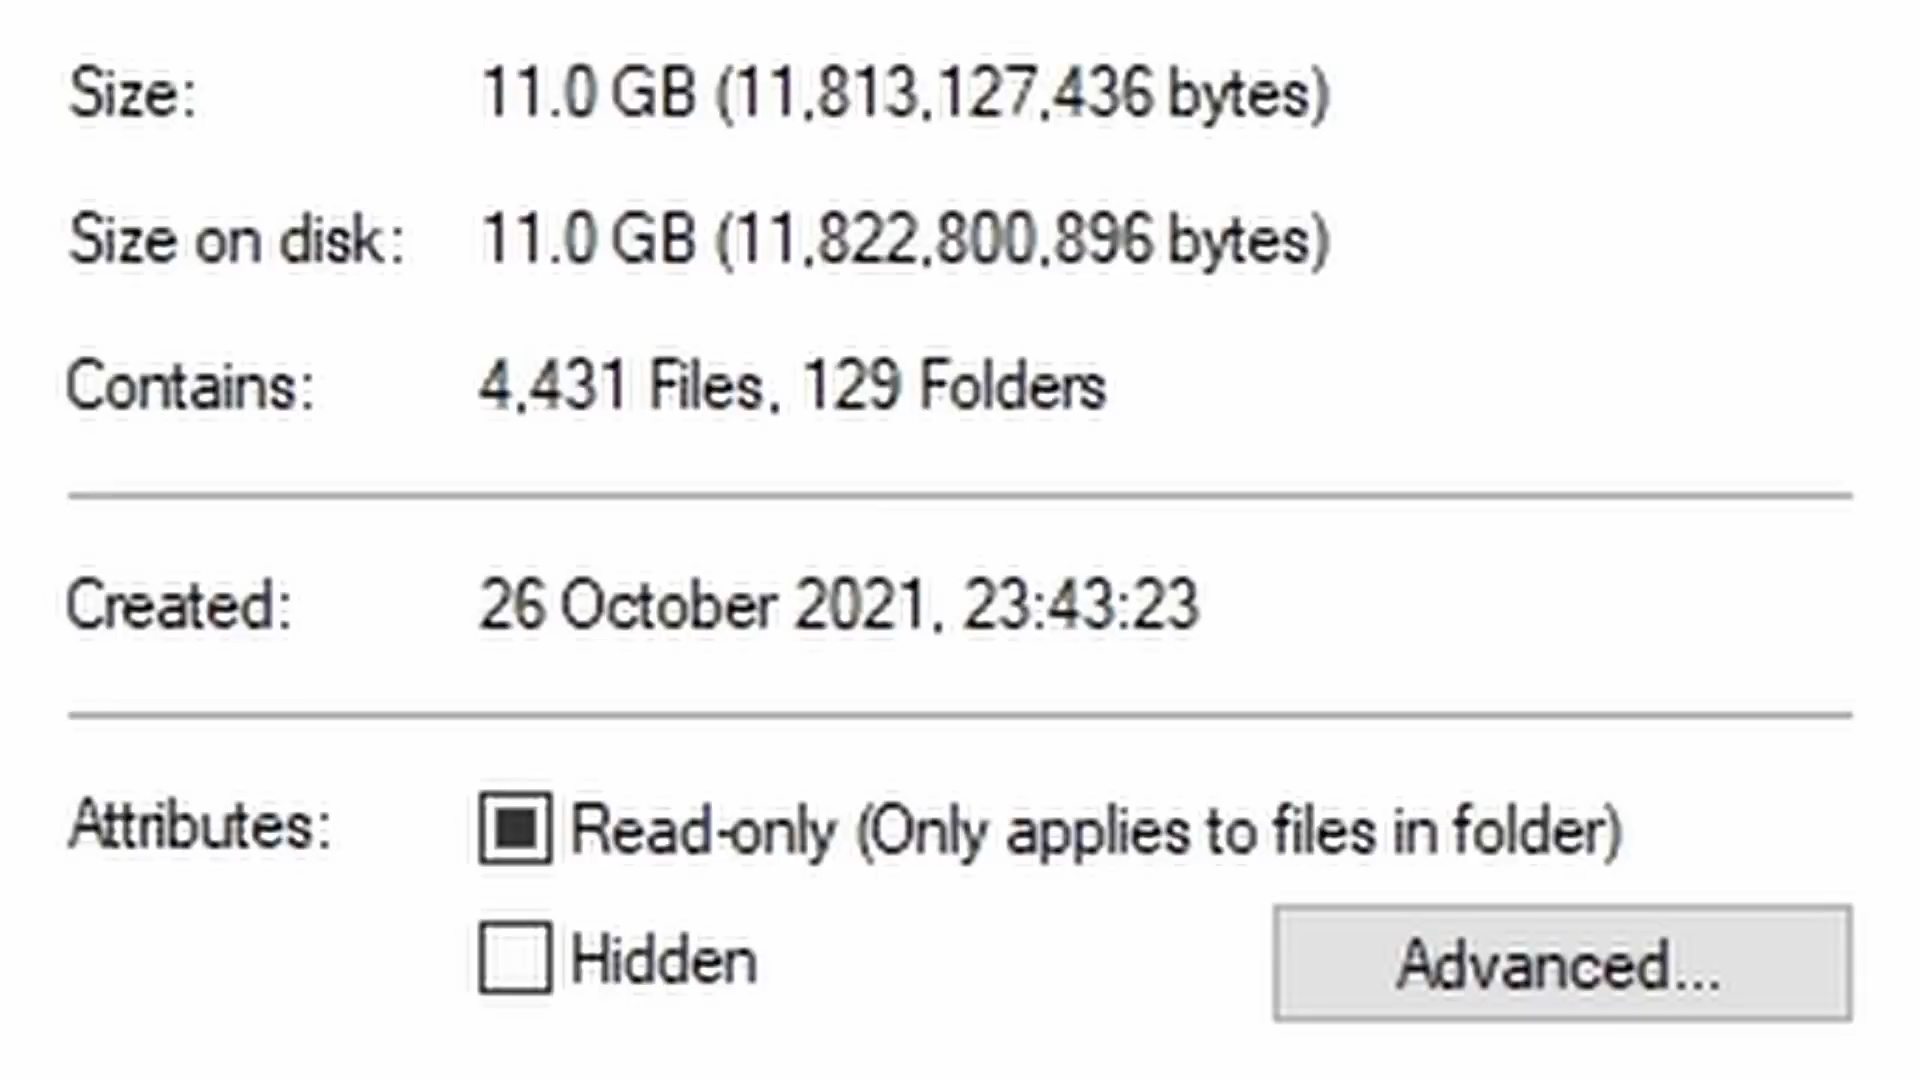 Size: 11.0 GB (11,813,127,436 bytes)
Size on disk: 11.0 GB (11,822,800,896 bytes)
Contains: 4,431 Files, 129 Folders
Created: 26 October 2021, 23:43:23
Attributes: Read-only (Only applies to files in folder)
Hidden Advanced...